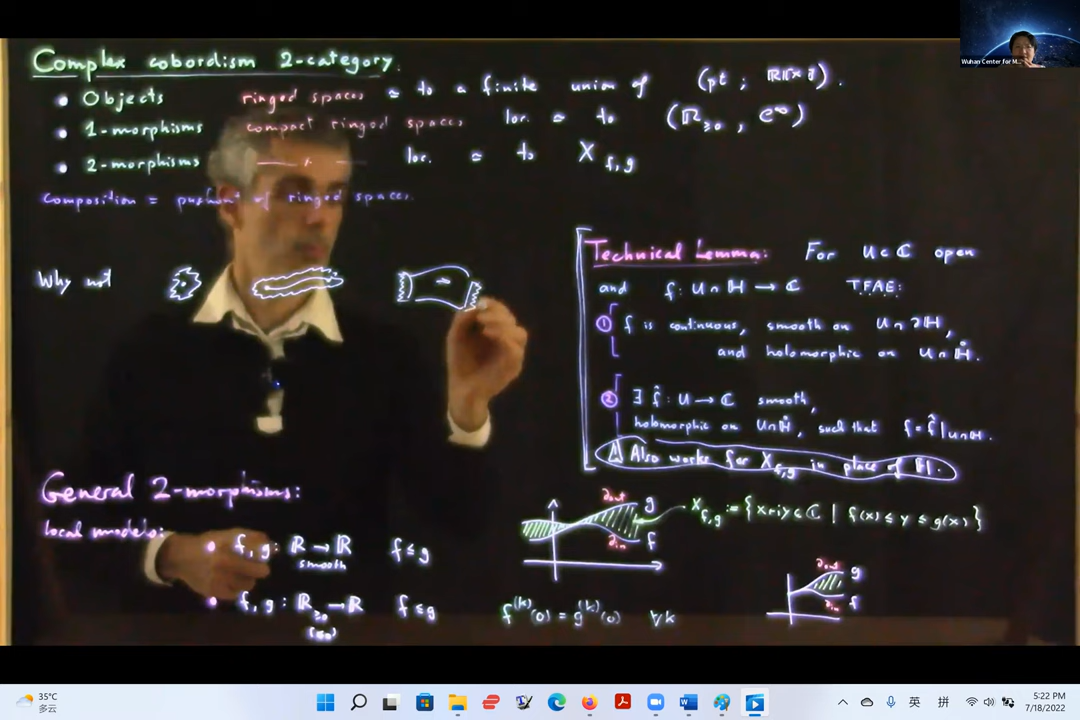 Wuhan Center for M...
Complex cobordism 2-category.
• Objects ringed spaces ≃ to a finite union of (pt ; ℝ[[x]]).
• 1-morphisms compact ringed spaces loc. ≃ to (ℝ≥0, C^∞)
• 2-morphisms — 〃 — loc. ≃ to X_{f,g}
Composition = pushout of ringed spaces.
Why not
Technical Lemma: For U⊂ℂ open
and f: U∩ℍ → ℂ TFAE:
① f is continuous, smooth on U∩∂ℍ,
and holomorphic on U∩ℍ̊.
② ∃ f̂: U → ℂ smooth,
holomorphic on U∩ℍ̊, such that f = f̂|_{U∩ℍ}.
⚠ Also works for X_{f,g} in place of ℍ.
General 2-morphisms:
local models:
• f, g: ℝ → ℝ smooth f ≤ g
∂out g
∂in f
X_{f,g} := {x+iy ∈ ℂ | f(x) ≤ y ≤ g(x)}
• f, g: ℝ≥0 → ℝ f ≤ g f^{(k)}(0) = g^{(k)}(0) ∀k
(≤0)
∂out g
∂in f
35°C
多云
英 拼
5:22 PM
7/18/2022